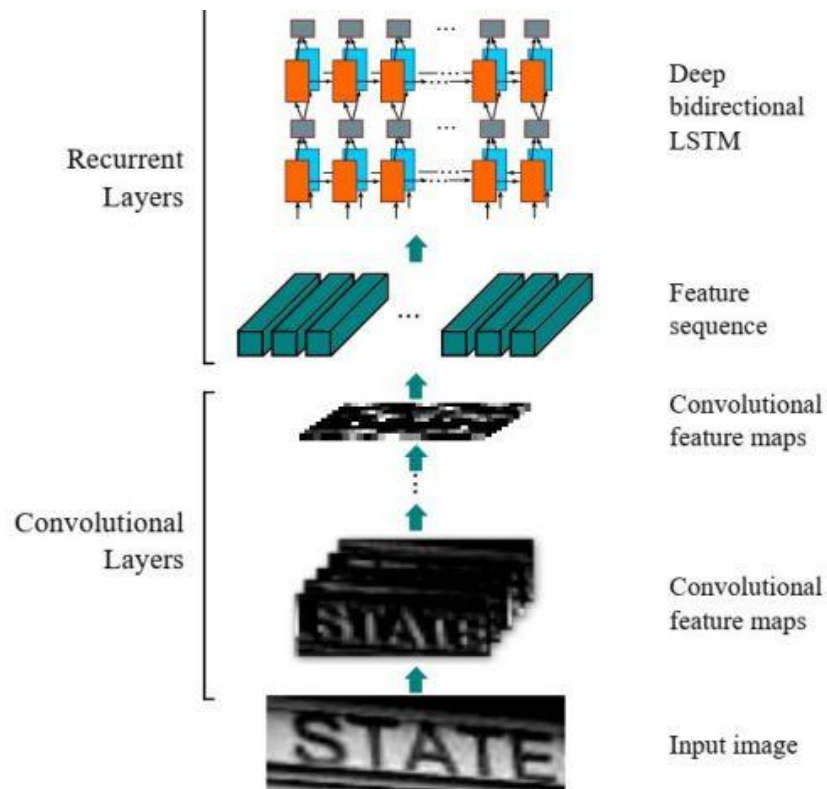 Deep
bidirectional
LSTM
Recurrent
Layers
Feature
sequence
Convolutional
feature maps
Convolutional
Layers
STATE
Convolutional
feature maps
STATE
Input image